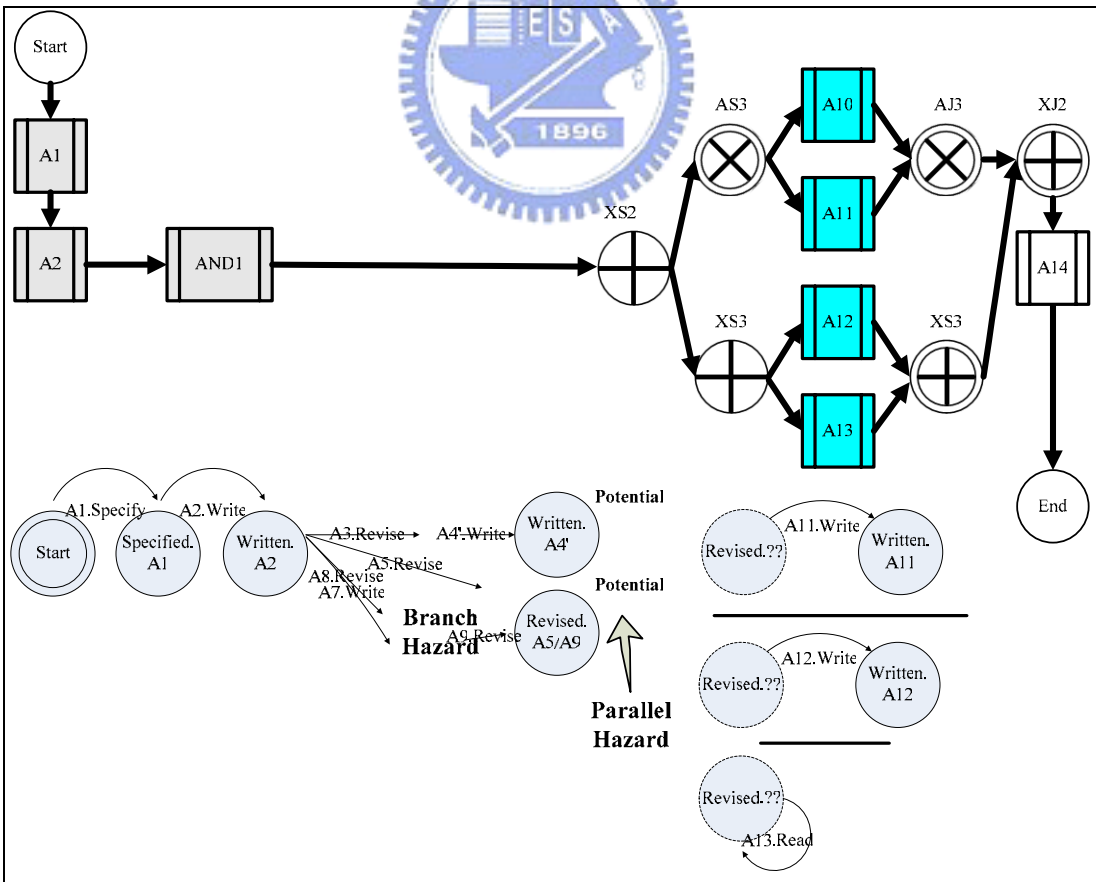 Start
E S A
1896
A1
A2
AND1
XS2
AS3
A10
AJ3
XJ2
A11
A14
XS3
A12
XS3
A13
End
Start
A1.Specify
Specified.
A1
A2.Write
Written.
A2
A3.Revise
A4'.Write
Written.
A4'
Potential
A5.Revise
A8.Revise
A7.Write
Branch
Hazard
A9.Revise
Revised.
A5/A9
Potential
Parallel
Hazard
Revised.??
A11.Write
Written.
A11
Revised.??
A12.Write
Written.
A12
Revised.??
A13.Read